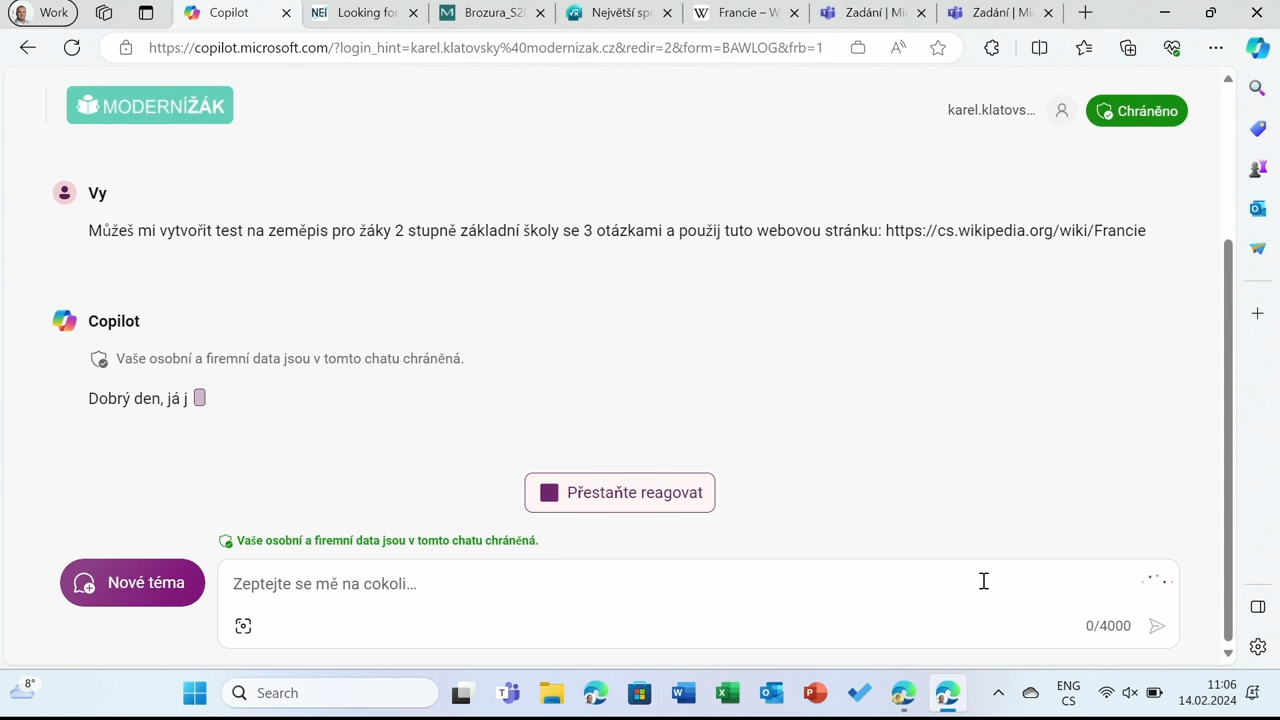 Work
Copilot
Looking for
Brozura_S20
Největší spo
Francie – W
Zadání | Mi
Zadání | Mi
https://copilot.microsoft.com/?login_hint=karel.klatovsky%40modernizak.cz&redir=2&form=BAWLOG&frb=1
MODERNÍŽÁK
karel.klatovs...
Chráněno
Vy
Můžeš mi vytvořit test na zeměpis pro žáky 2 stupně základní školy se 3 otázkami a použij tuto webovou stránku: https://cs.wikipedia.org/wiki/Francie
Copilot
Vaše osobní a firemní data jsou v tomto chatu chráněná.
Dobrý den, já j
Přestaňte reagovat
Vaše osobní a firemní data jsou v tomto chatu chráněná.
Nové téma
Zeptejte se mě na cokoli...
0/4000
8°
Search
ENG
CS
11:06
14.02.2024